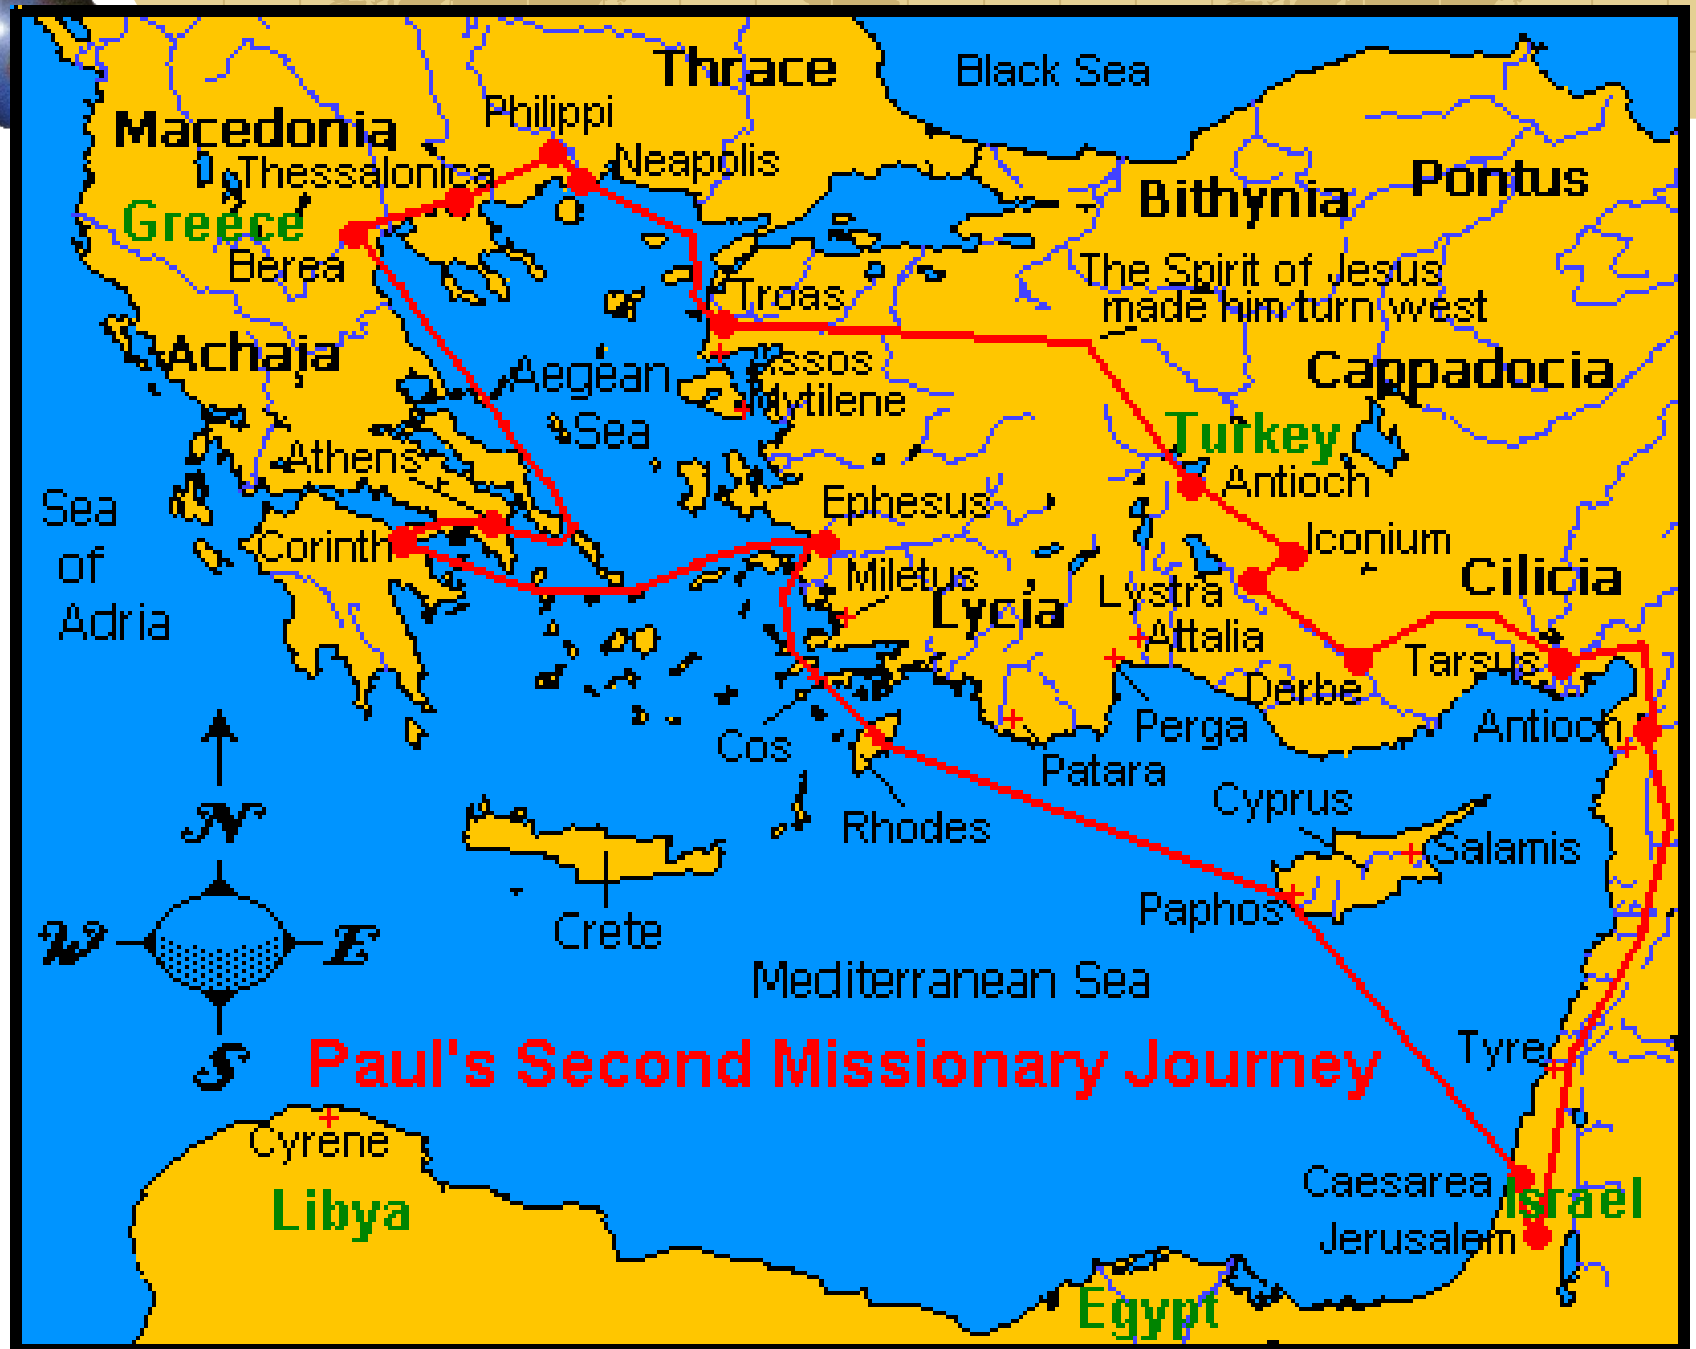 Thrace
Black Sea
Philippi
Macedonia
Neapolis
Thessalonica
Pontus
Bithynia
Greece
Berea
The Spirit of Jesus
made him turn west
Troas
Achaia
Assos
Aegean
Sea
Mytilene
Cappadocia
Turkey
Athens
Antioch
Ephesus
Sea
of
Adria
Corinth
Iconium
Miletus
Cilicia
Lystra
Lycia
Attalia
Tarsus
Derbe
Perga
Antioch
Cos
Patara
Cyprus
Rhodes
Salamis
N
Paphos
Crete
W
E
Mediterranean Sea
S
Tyre
Paul's Second Missionary Journey
Cyrene
Libya
Caesarea
Israel
Jerusalem
Egypt